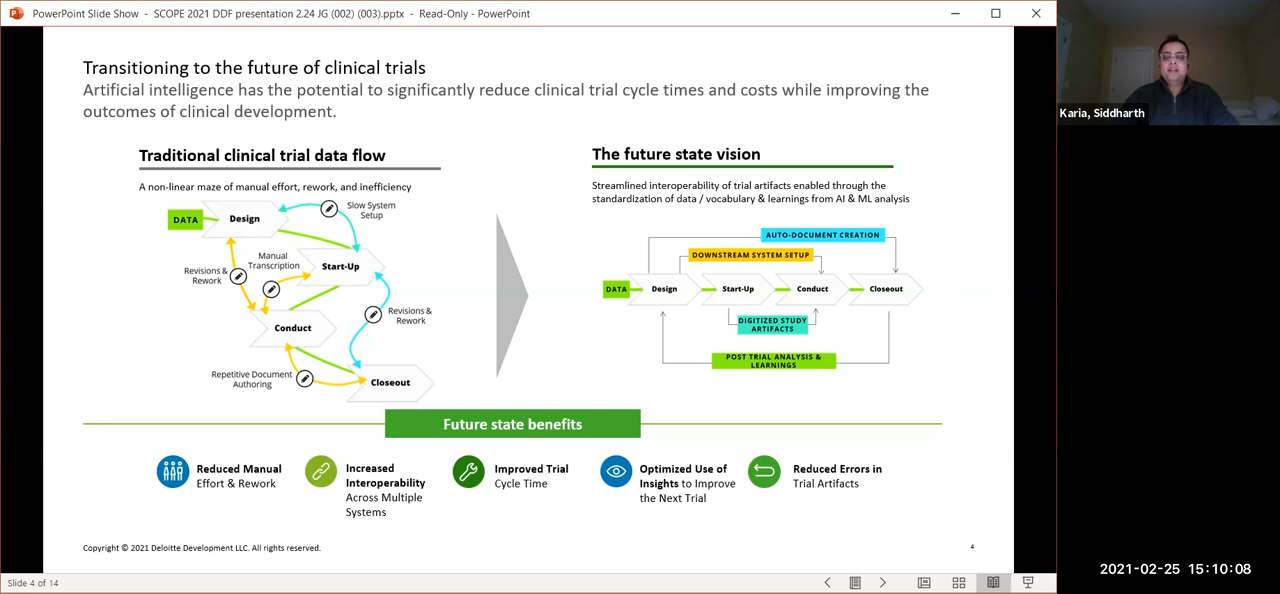 PowerPoint Slide Show - SCOPE 2021 DDF presentation 2.24 JG (002) (003).pptx - Read-Only - PowerPoint
Karia, Siddharth
Transitioning to the future of clinical trials
Artificial intelligence has the potential to significantly reduce clinical trial cycle times and costs while improving the
outcomes of clinical development.
Traditional clinical trial data flow
A non-linear maze of manual effort, rework, and inefficiency
DATA
Design
Slow System
Setup
Manual
Transcription
Start-Up
Revisions &
Rework
Revisions &
Rework
Conduct
Repetitive Document
Authoring
Closeout
The future state vision
Streamlined interoperability of trial artifacts enabled through the
standardization of data / vocabulary & learnings from AI & ML analysis
AUTO-DOCUMENT CREATION
DOWNSTREAM SYSTEM SETUP
DATA
Design
Start-Up
Conduct
Closeout
DIGITIZED STUDY
ARTIFACTS
POST TRIAL ANALYSIS &
LEARNINGS
Future state benefits
Reduced Manual
Effort & Rework
Increased
Interoperability
Across Multiple
Systems
Improved Trial
Cycle Time
Optimized Use of
Insights to Improve
the Next Trial
Reduced Errors in
Trial Artifacts
Copyright © 2021 Deloitte Development LLC. All rights reserved.
4
Slide 4 of 14
2021-02-25 15:10:08